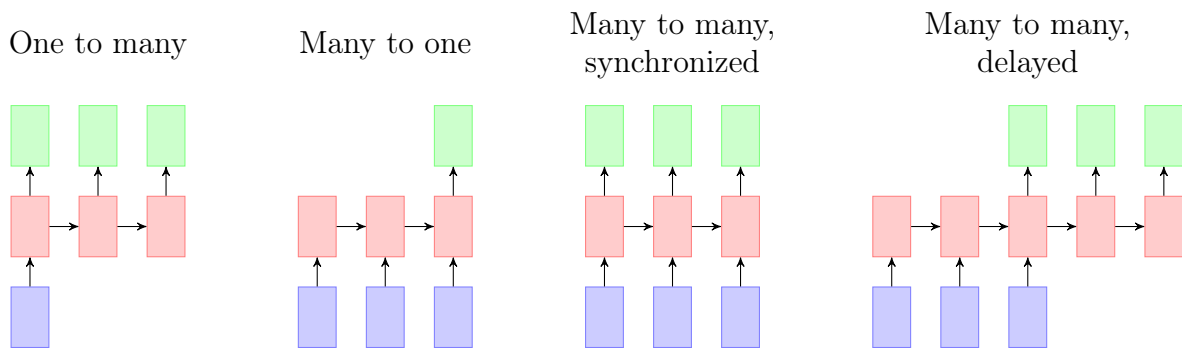 One to many
Many to one
Many to many,
synchronized
Many to many,
delayed